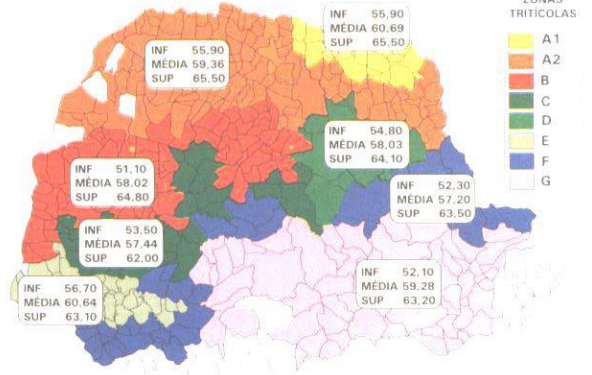 ZONAS
TRITÍCOLAS
A1
A2
B
C
D
E
F
G
INF 55,90
MÉDIA 60,69
SUP 65,50
INF 55,90
MÉDIA 59,36
SUP 65,50
INF 54,80
MÉDIA 58,03
SUP 64,10
INF 51,10
MÉDIA 58,02
SUP 64,80
INF 52,30
MÉDIA 57,20
SUP 63,50
INF 53,50
MÉDIA 57,44
SUP 62,00
INF 52,10
MÉDIA 59,28
SUP 63,20
INF 56,70
MÉDIA 60,64
SUP 63,10